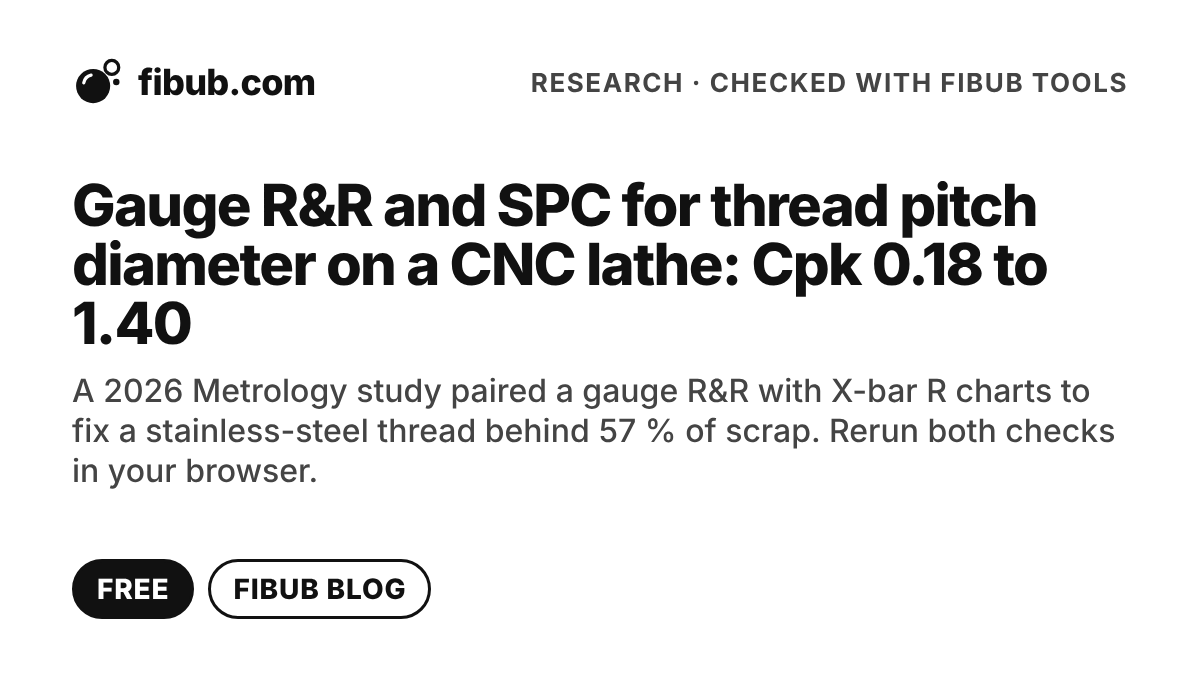 fibub.com
RESEARCH · CHECKED WITH FIBUB TOOLS
Gauge R&R and SPC for thread pitch
diameter on a CNC lathe: Cpk 0.18 to
1.40
A 2026 Metrology study paired a gauge R&R with X-bar R charts to
fix a stainless-steel thread behind 57 % of scrap. Rerun both checks
in your browser.
FREE
FIBUB BLOG